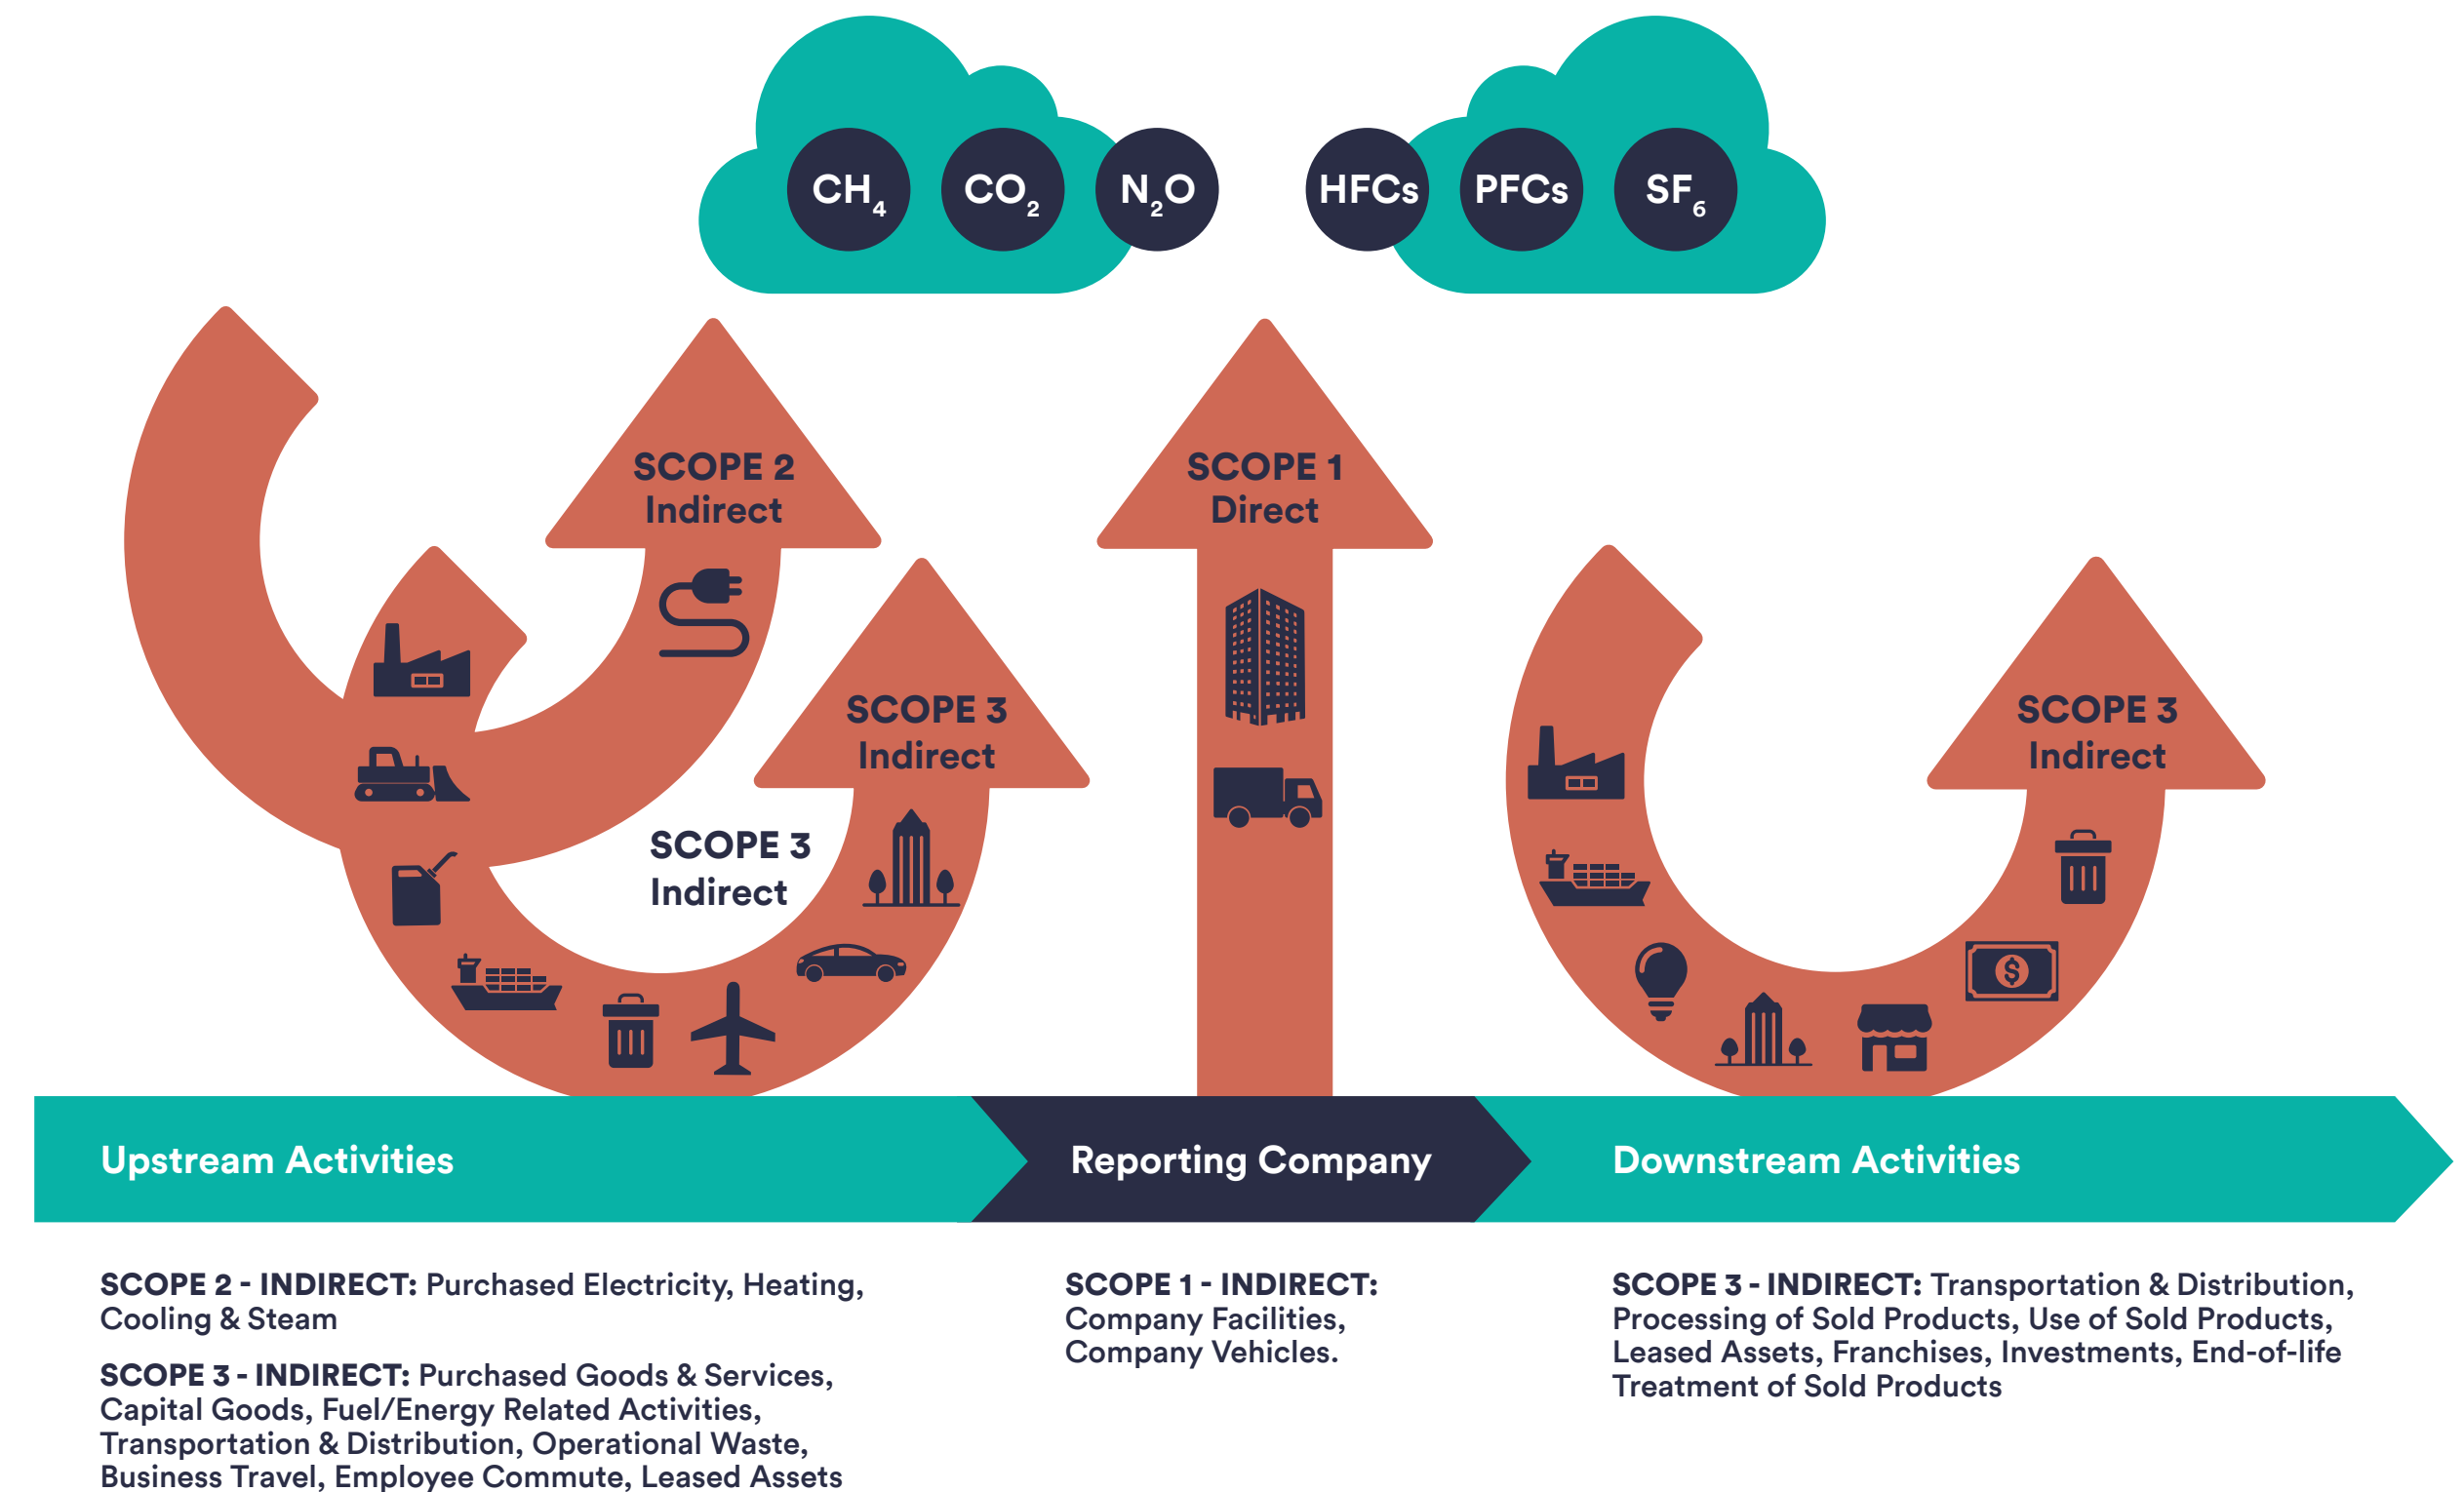 CH₄ CO₂ N₂O HFCs PFCs SF₆
SCOPE 2
Indirect
SCOPE 1
Direct
SCOPE 3
Indirect
SCOPE 3
Indirect
SCOPE 3
Indirect
Upstream Activities
Reporting Company
Downstream Activities
SCOPE 2 - INDIRECT: Purchased Electricity, Heating,
Cooling & Steam
SCOPE 3 - INDIRECT: Purchased Goods & Services,
Capital Goods, Fuel/Energy Related Activities,
Transportation & Distribution, Operational Waste,
Business Travel, Employee Commute, Leased Assets
SCOPE 1 - INDIRECT:
Company Facilities,
Company Vehicles.
SCOPE 3 - INDIRECT: Transportation & Distribution,
Processing of Sold Products, Use of Sold Products,
Leased Assets, Franchises, Investments, End-of-life
Treatment of Sold Products